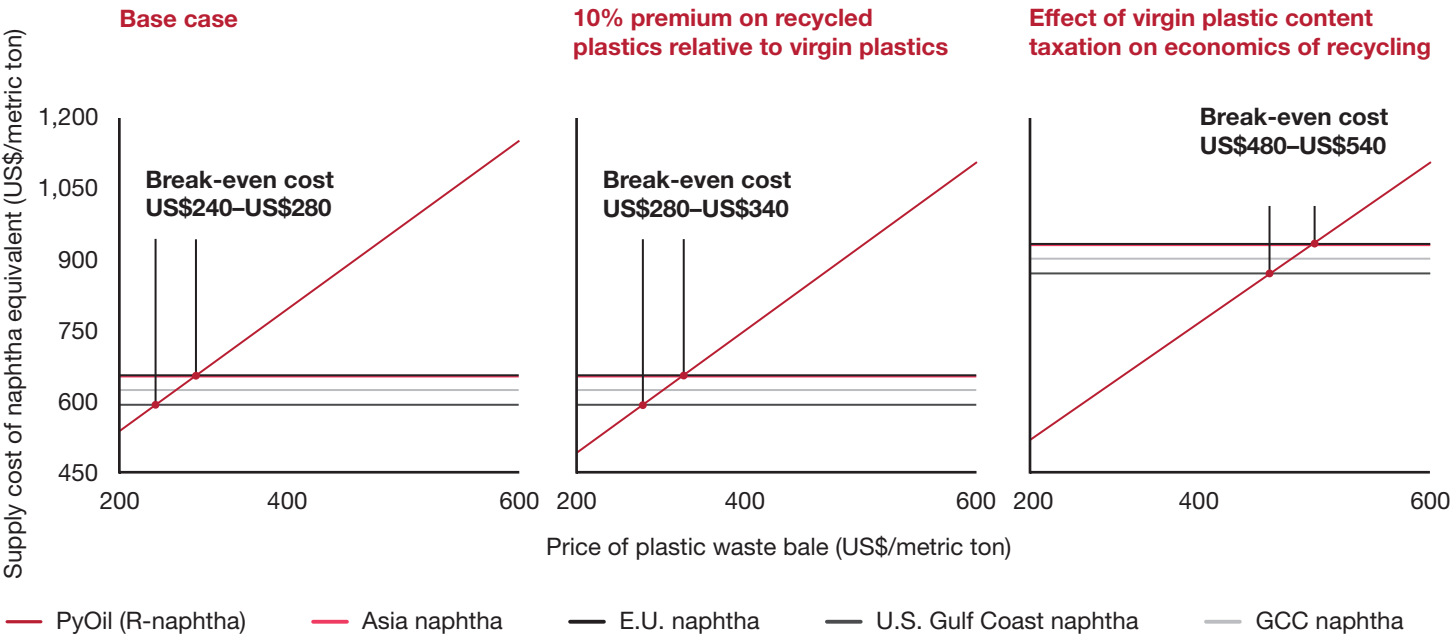 Base case
10% premium on recycled
plastics relative to virgin plastics
Effect of virgin plastic content
taxation on economics of recycling
Supply cost of naphtha equivalent (US$/metric ton)
1,200
1,050
900
750
600
450
Break-even cost
US$240–US$280
Break-even cost
US$280–US$340
Break-even cost
US$480–US$540
200 400 600
200 400 600
200 400 600
Price of plastic waste bale (US$/metric ton)
PyOil (R-naphtha) Asia naphtha E.U. naphtha U.S. Gulf Coast naphtha GCC naphtha